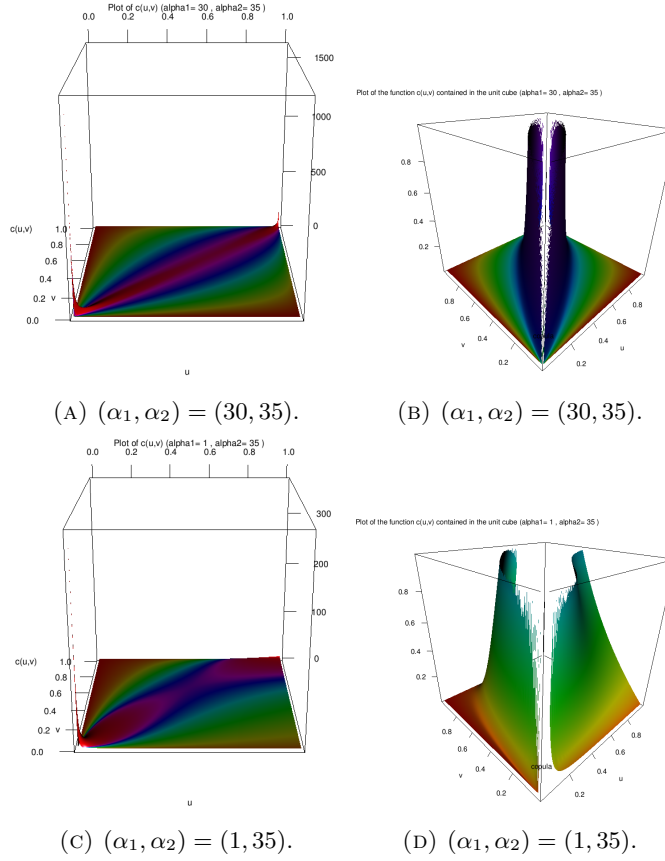 Plot of c(u,v) (alpha1= 30 , alpha2= 35 )
0.0 0.2 0.4 0.6 0.8 1.0
1500
1000
500
0
c(u,v)
1.0
0.8
0.6
0.4
0.2
0.0
v
u
(A) (α₁, α₂) = (30, 35).
Plot of the function c(u,v) contained in the unit cube (alpha1= 30 , alpha2= 35 )
0.8
0.6
0.4
0.2
0.8
0.6
0.4
0.2
v
0.8
0.6
0.4
0.2
u
(B) (α₁, α₂) = (30, 35).
Plot of c(u,v) (alpha1= 1 , alpha2= 35 )
0.0 0.2 0.4 0.6 0.8 1.0
300
200
100
0
c(u,v)
1.0
0.8
0.6
0.4
0.2
0.0
v
u
(C) (α₁, α₂) = (1, 35).
Plot of the function c(u,v) contained in the unit cube (alpha1= 1 , alpha2= 35 )
0.8
0.6
0.4
0.2
0.8
0.6
0.4
0.2
v
copula
0.8
0.6
0.4
0.2
u
(D) (α₁, α₂) = (1, 35).